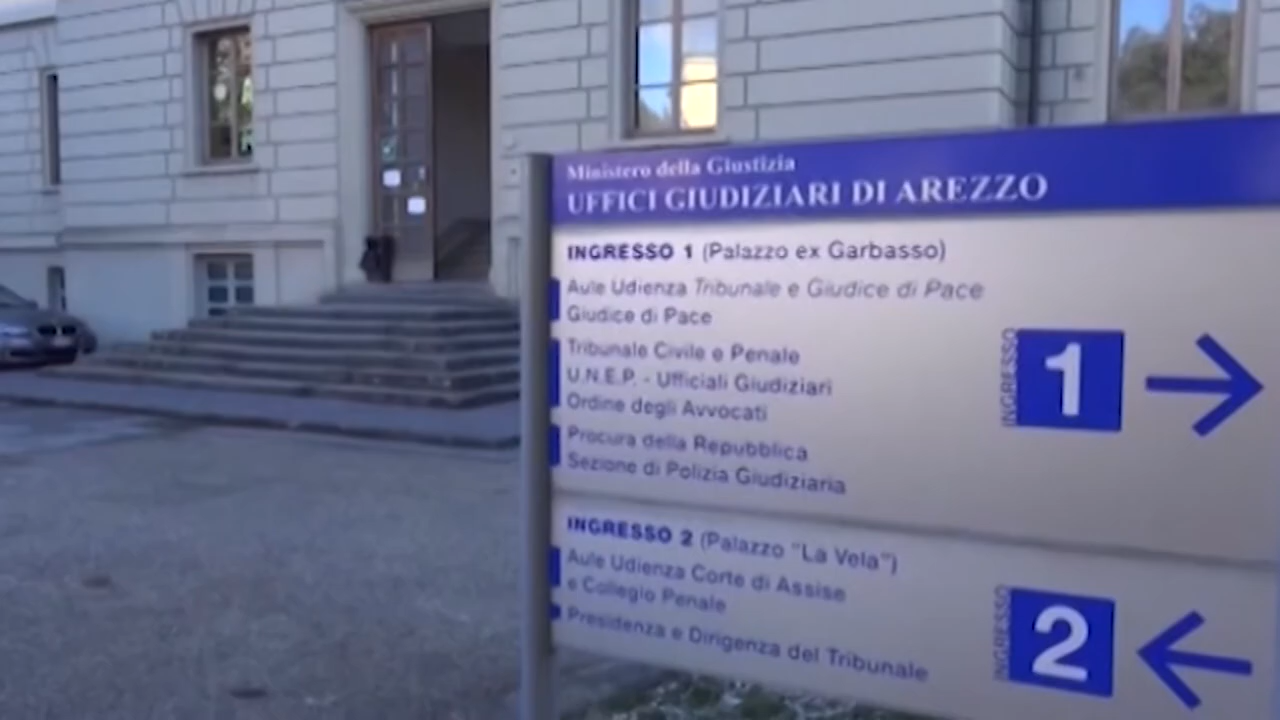 Ministero della Giustizia
UFFICI GIUDIZIARI DI AREZZO
INGRESSO 1 (Palazzo ex Garbasso)
Aule Udienza Tribunale e Giudice di Pace
Giudice di Pace
Tribunale Civile e Penale
U.N.E.P. - Ufficiali Giudiziari
Ordine degli Avvocati
Procura della Repubblica
Sezione di Polizia Giudiziaria
INGRESSO 1
INGRESSO 2 (Palazzo "La Vela")
Aule Udienza Corte di Assise
e Collegio Penale
Presidenza e Dirigenza del Tribunale
INGRESSO 2